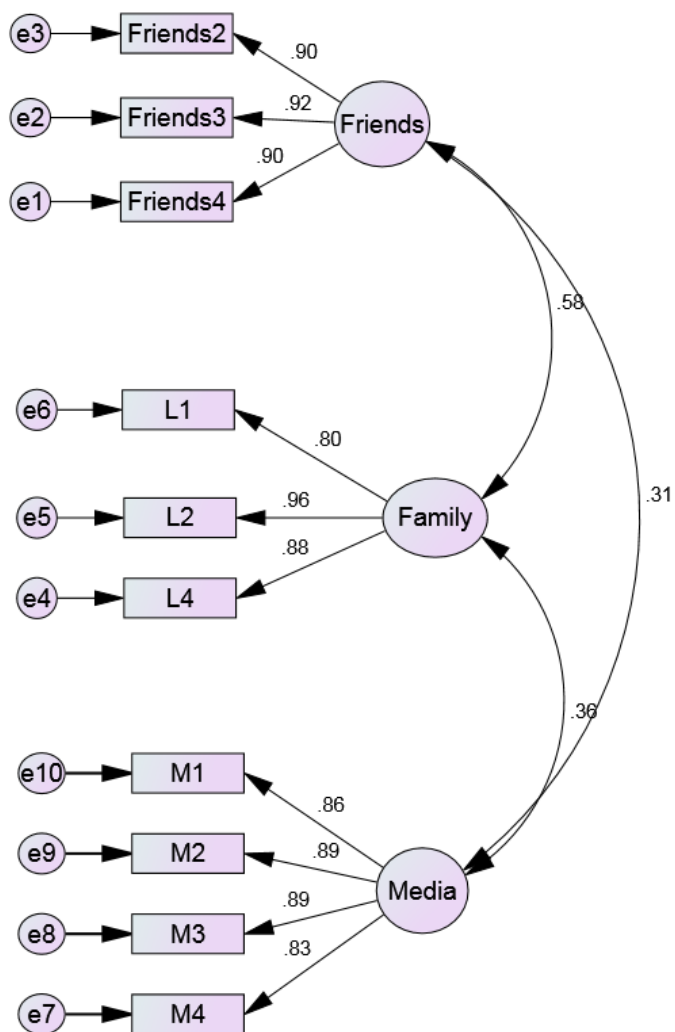 e3
Friends2
.90
e2
Friends3
.92
Friends
e1
Friends4
.90
.58
e6
L1
.80
.31
e5
L2
.96
Family
e4
L4
.88
.36
e10
M1
.86
e9
M2
.89
Media
e8
M3
.89
e7
M4
.83